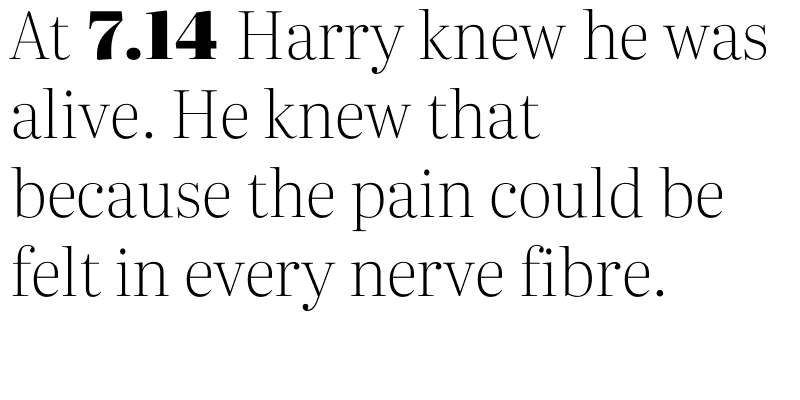 At 7.14 Harry knew he was
alive. He knew that
because the pain could be
felt in every nerve fibre.